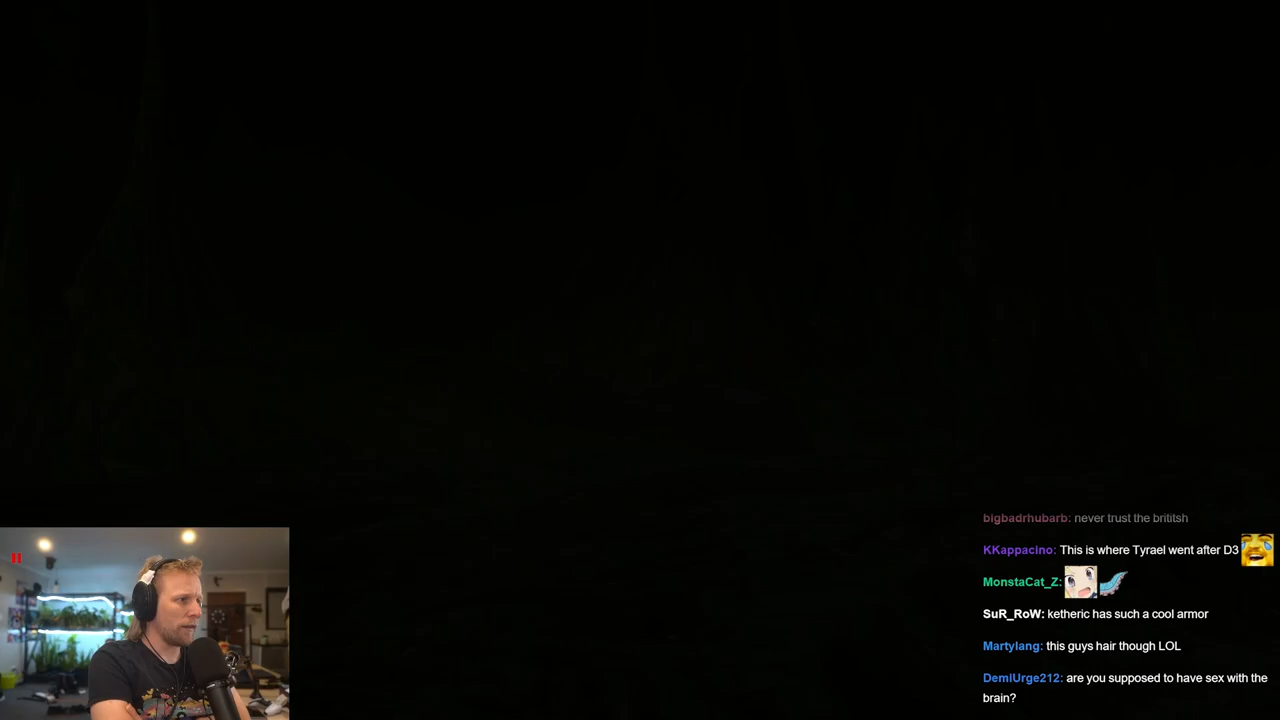 bigbadrhubarb: never trust the brititsh
KKappacino: This is where Tyrael went after D3
MonstaCat_Z:
SuR_RoW: ketheric has such a cool armor
Martylang: this guys hair though LOL
DemiUrge212: are you supposed to have sex with the
brain?